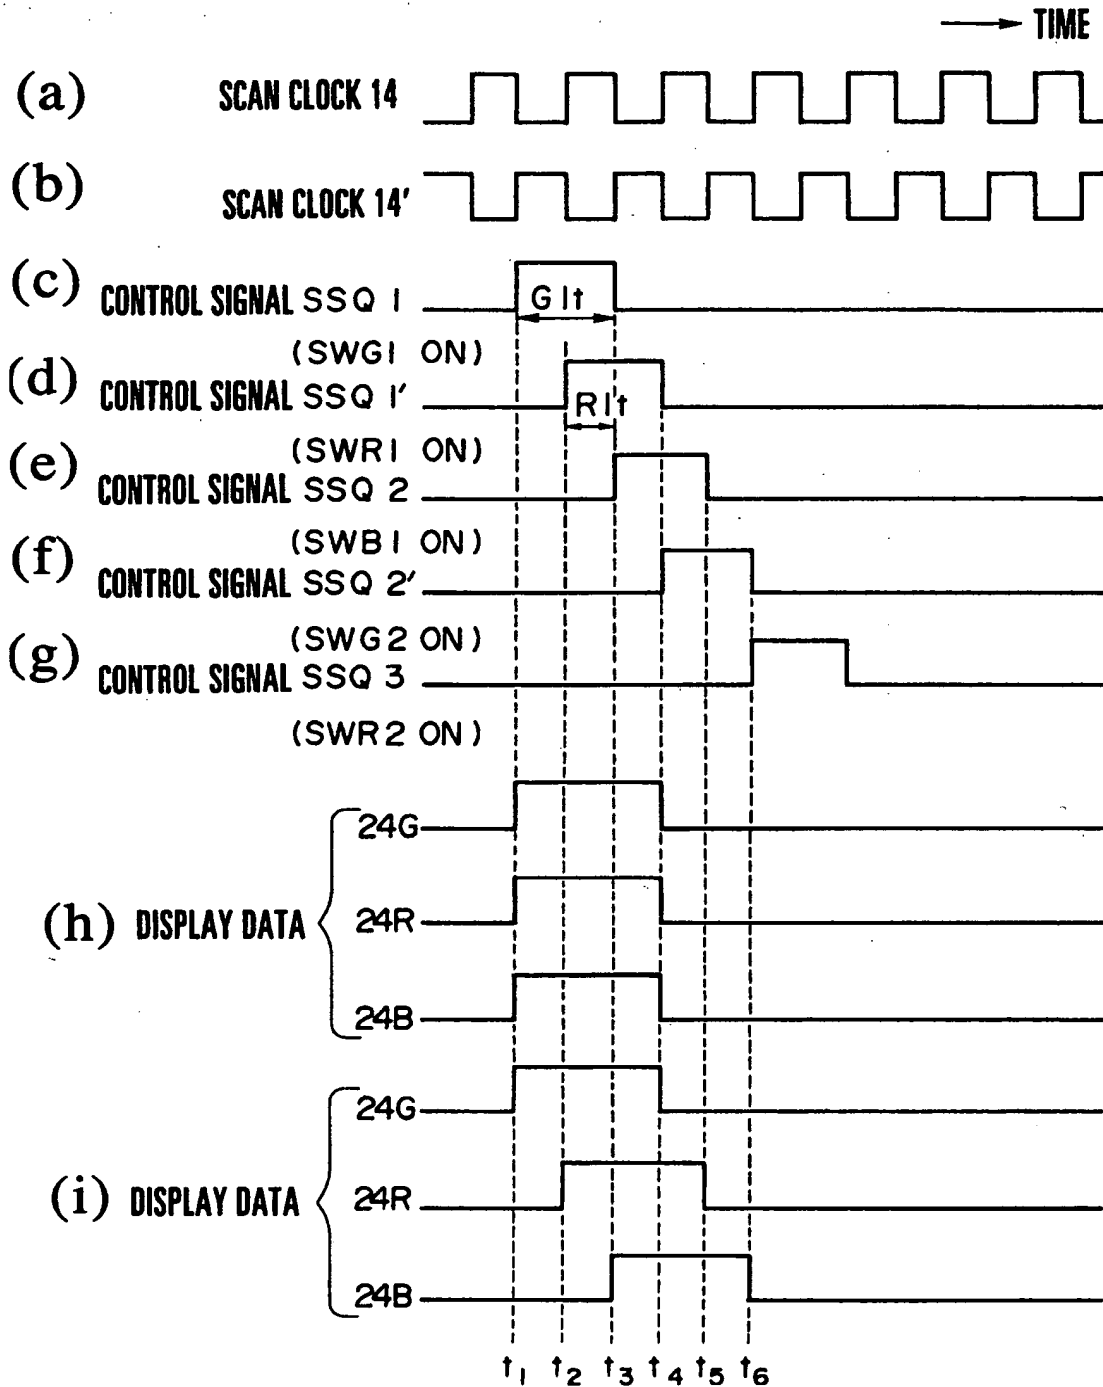 TIME
(a) SCAN CLOCK 14
(b) SCAN CLOCK 14'
(c) CONTROL SIGNAL SSQ 1
G1t
(SWG1 ON)
(d) CONTROL SIGNAL SSQ 1'
R1't
(SWR1 ON)
(e) CONTROL SIGNAL SSQ 2
(SWB1 ON)
(f) CONTROL SIGNAL SSQ 2'
(SWG2 ON)
(g) CONTROL SIGNAL SSQ 3
(SWR2 ON)
24G
24R
(h) DISPLAY DATA
24B
24G
24R
(i) DISPLAY DATA
24B
t1 t2 t3 t4 t5 t6